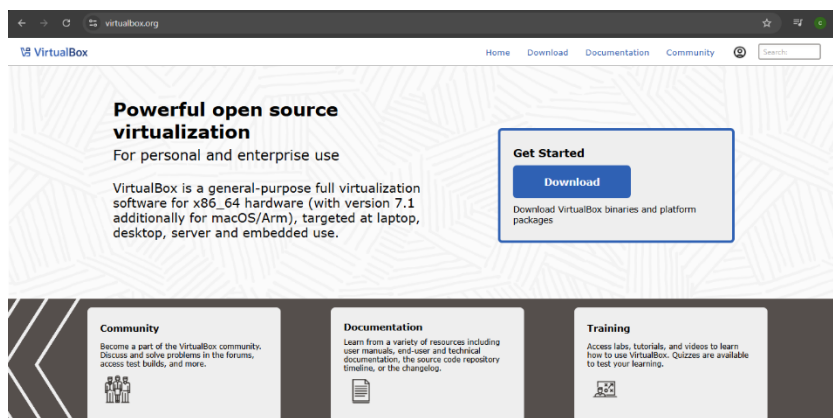 virtualbox.org
c
VirtualBox
Home Download Documentation Community Search:
Powerful open source
virtualization
For personal and enterprise use
VirtualBox is a general-purpose full virtualization
software for x86_64 hardware (with version 7.1
additionally for macOS/Arm), targeted at laptop,
desktop, server and embedded use.
Get Started
Download
Download VirtualBox binaries and platform
packages
Community
Become a part of the VirtualBox community.
Discuss and solve problems in the forums,
access test builds, and more.
Documentation
Learn from a variety of resources including
user manuals, end-user and technical
documentation, the source code repository
timeline, or the changelog.
Training
Access labs, tutorials, and videos to learn
how to use VirtualBox. Quizzes are available
to test your learning.